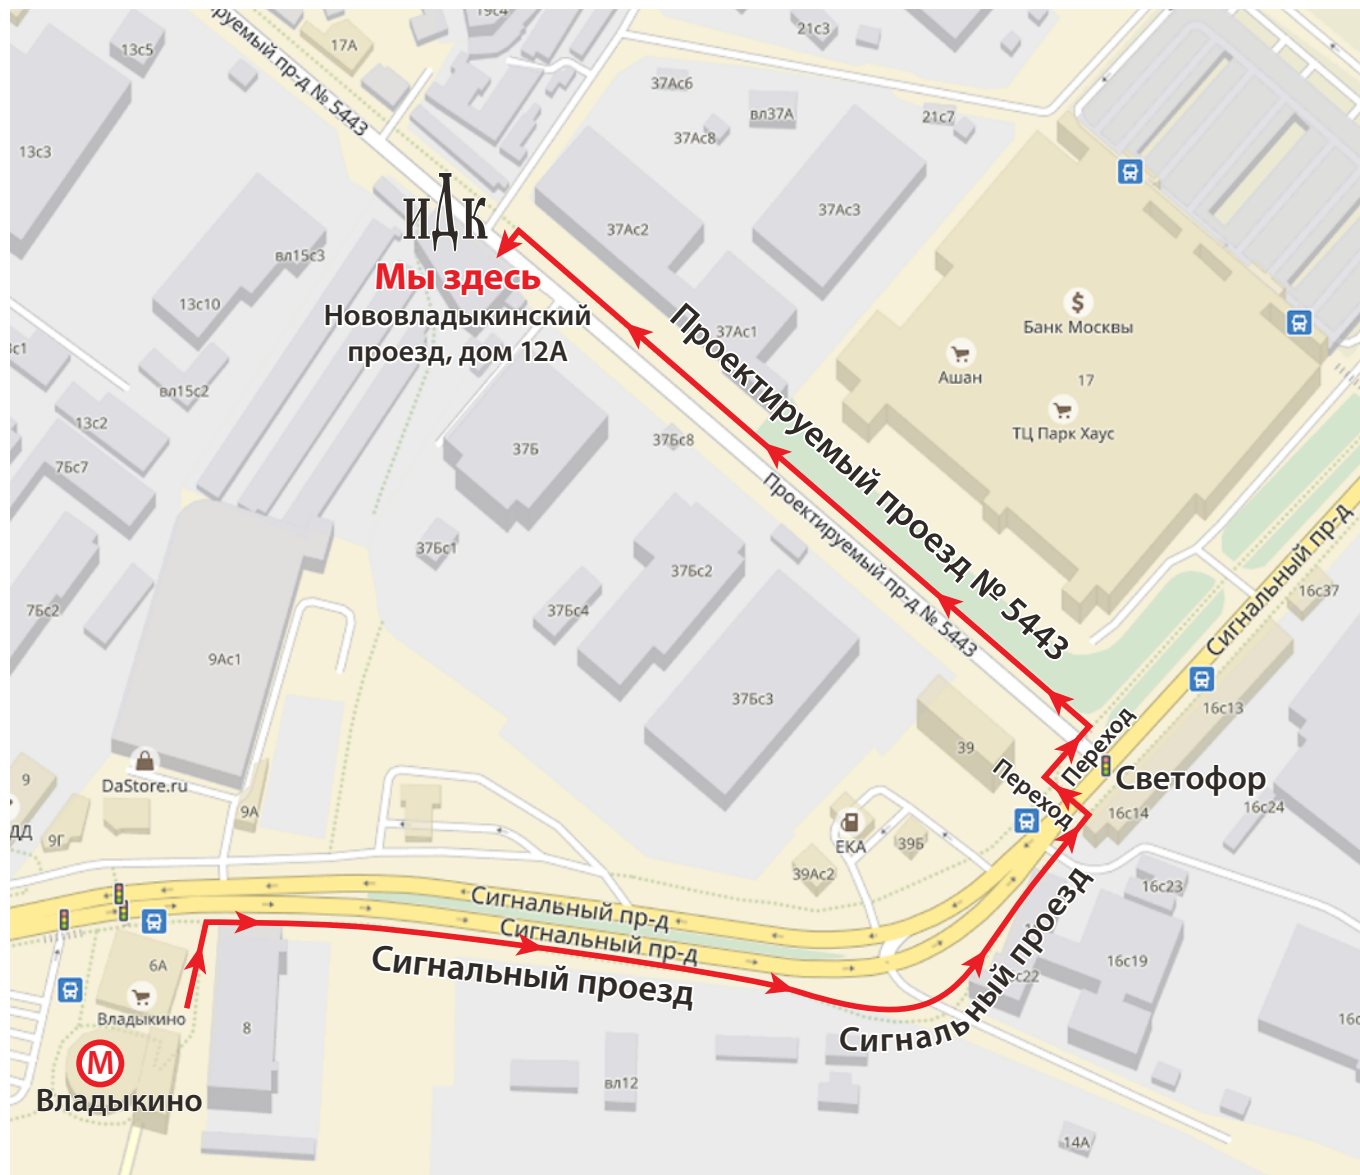 19с4
21с3
13с5
17А
руемый пр-д № 5443
37Ас6
вл37А
21с7
37Ас8
13с3
37Ас3
ИДК
37Ас2
вл15с3
Мы здесь
13с10
$
Банк Москвы
Нововладыкинский
проезд, дом 12А
37Ас1
Проектируемый проезд № 5443
Ашан
17
вл15с2
13с2
ТЦ Парк Хаус
37Б
37Бс8
7Бс7
Проектируемый пр-д № 5443
Сигнальный пр-д
37Бс1
37Бс2
16с37
7Бс2
37Бс4
9Ас1
37Бс3
16с13
39
Переход
Переход
Светофор
9
DaStore.ru
16с24
9А
16с14
ДД
9Г
ЕКА
39Б
39Ас2
16с23
Сигнальный пр-д
Сигнальный пр-д
Сигнальный проезд
6А
16с19
с22
Владыкино
8
16с
Сигнальный проезд
М
Владыкино
вл12
14А